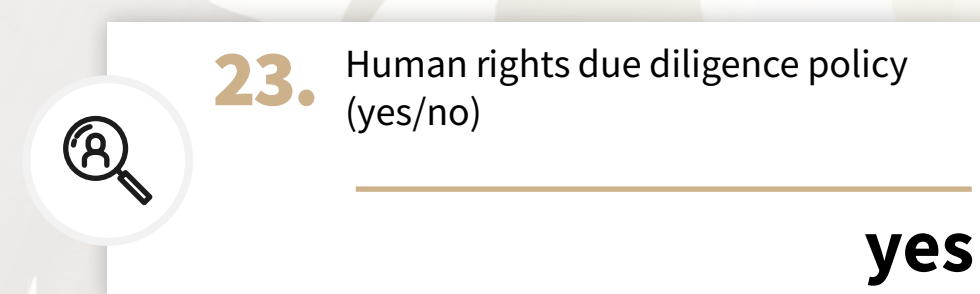 23. Human rights due diligence policy
(yes/no)
yes